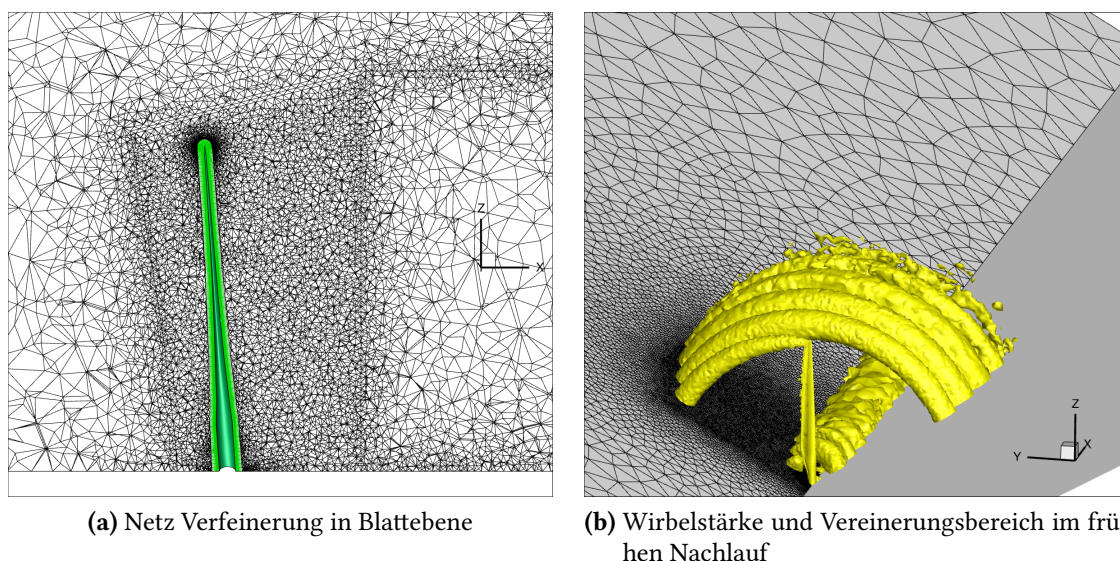 Z
X
Z
X
Y
(a) Netz Verfeinerung in Blattebene
(b) Wirbelstärke und Vereinerungsbereich im frü-
hen Nachlauf